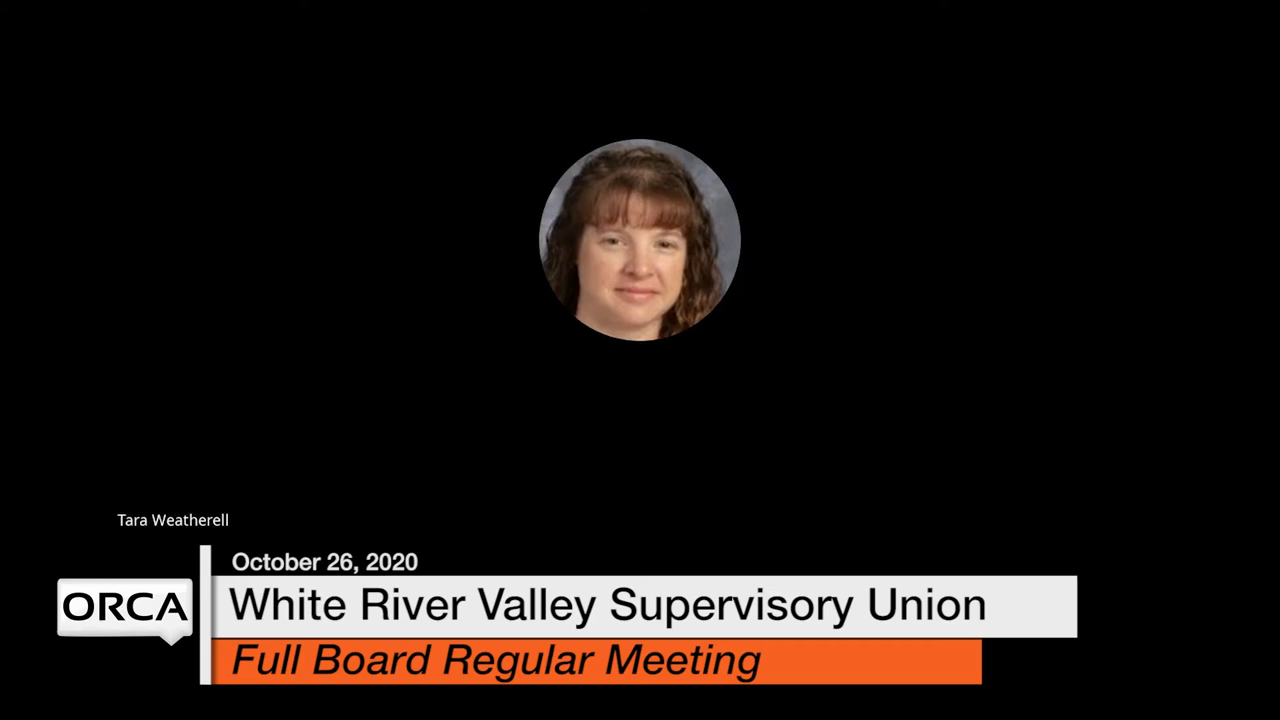 Tara Weatherell
October 26, 2020
ORCA
White River Valley Supervisory Union
Full Board Regular Meeting